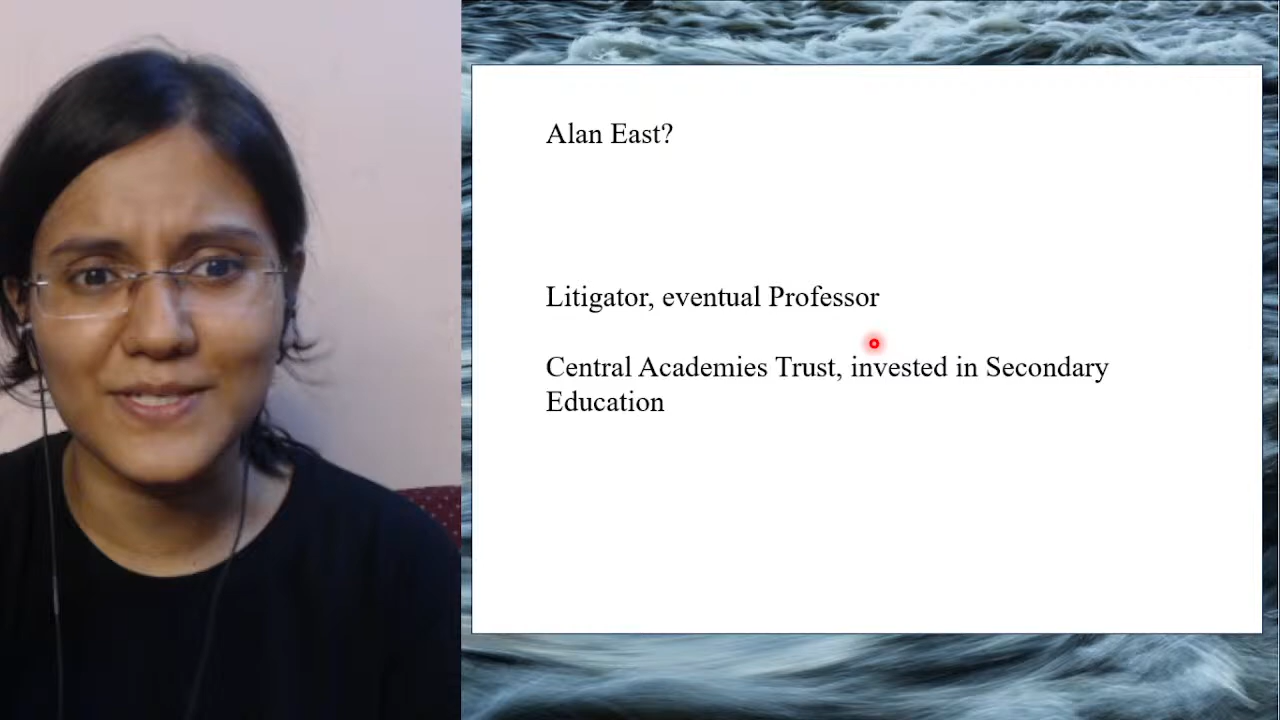 Alan East?
Litigator, eventual Professor
Central Academies Trust, invested in Secondary
Education